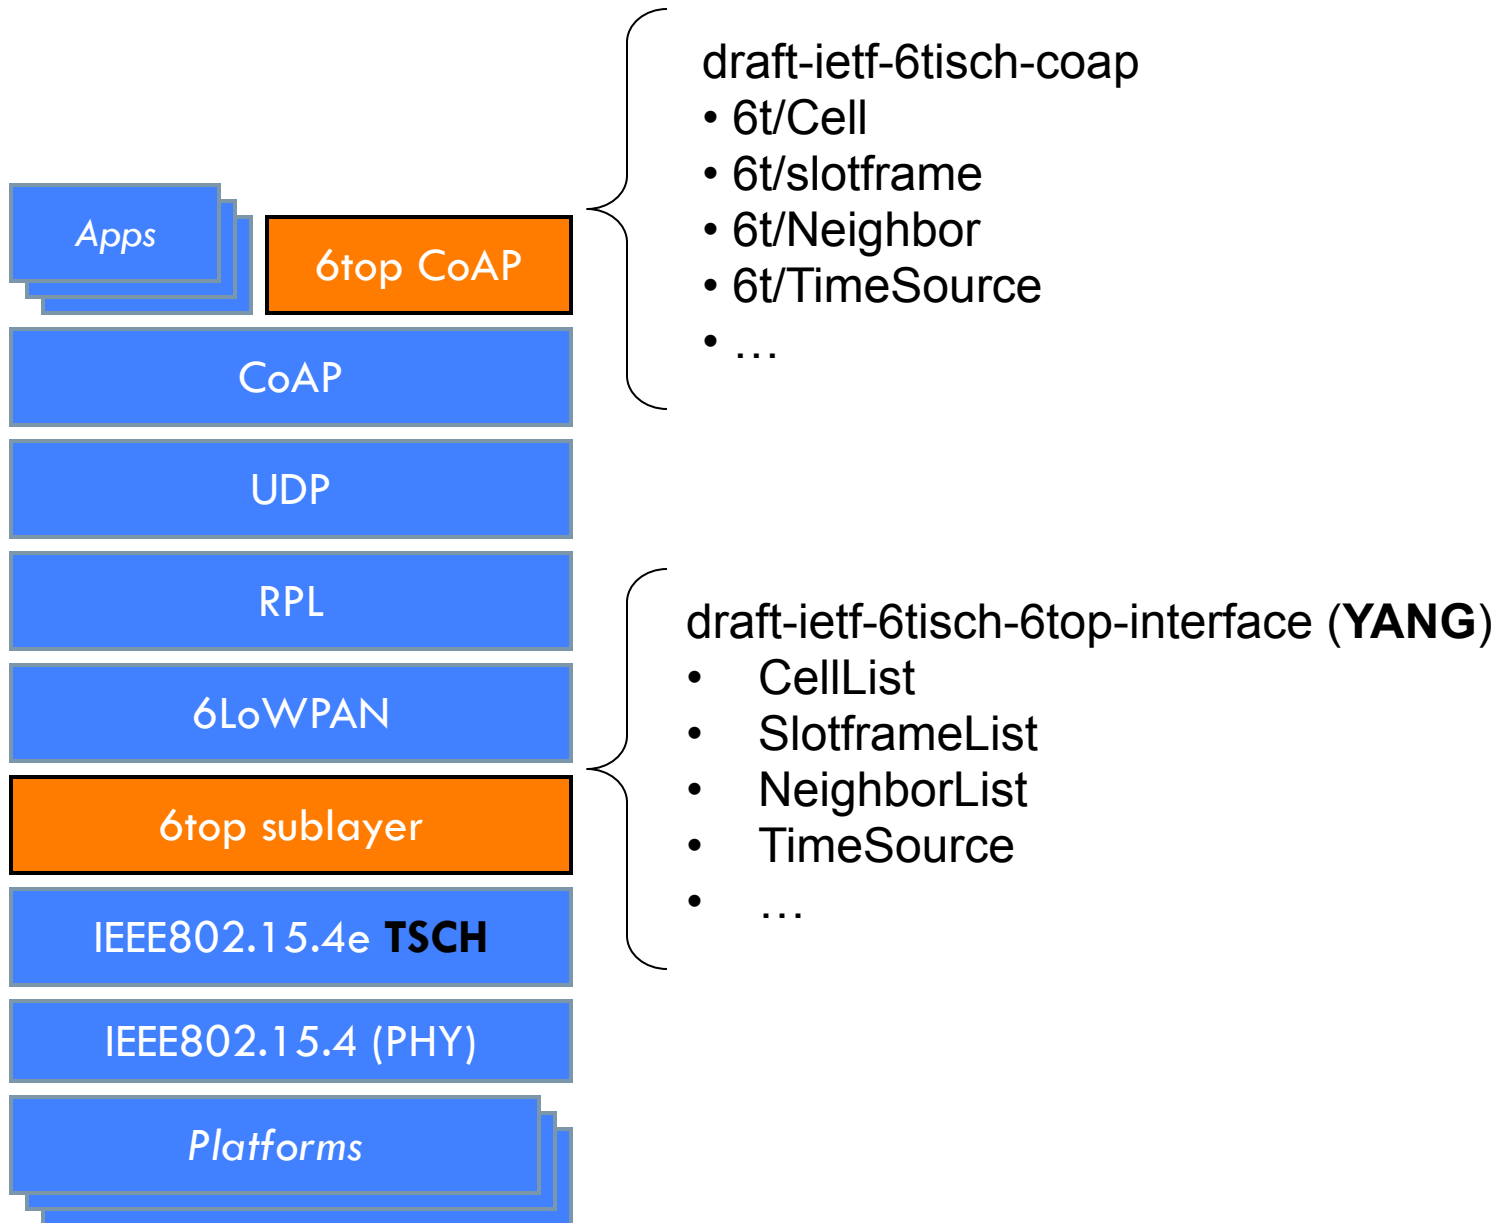 Apps
6top CoAP
CoAP
UDP
RPL
6LoWPAN
6top sublayer
IEEE802.15.4e TSCH
IEEE802.15.4 (PHY)
Platforms
draft-ietf-6tisch-coap
• 6t/Cell
• 6t/slotframe
• 6t/Neighbor
• 6t/TimeSource
• …
draft-ietf-6tisch-6top-interface (YANG)
• CellList
• SlotframeList
• NeighborList
• TimeSource
• …